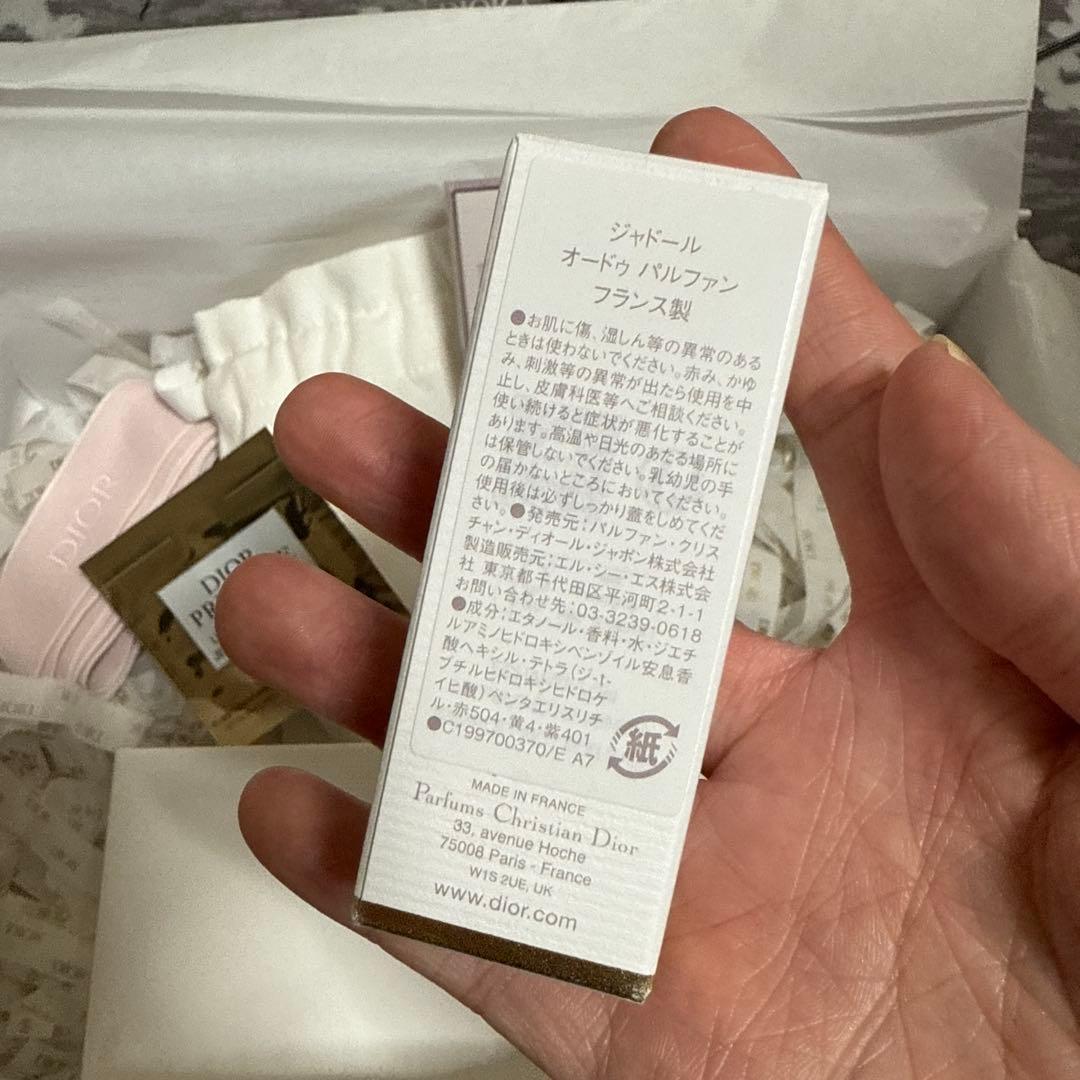 ジャドール
オードゥ パルファン
フランス製
●お肌に傷、湿しん等の異常のある
ときは使わないでください。赤み、かゆ
み、刺激等の異常が出たら使用を中
止し、皮膚科医等へご相談ください。
使い続けると症状が悪化することが
あります。高温や日光のあたる場所に
は保管しないでください。乳幼児の手
の届かないところにおいてください。
使用後は必ずしっかり蓋をしめてくだ
さい。●発売元：パルファン・クリス
チャン・ディオール・ジャポン株式会社
製造販売元：エル・シー・エス株式会
社 東京都千代田区平河町2-1-1
お問い合わせ先：03-3239-0618
●成分：エタノール・香料・水・ジエチ
ルアミノヒドロキシベンゾイル安息香
酸ヘキシル・テトラ(ジ-t-
ブチルヒドロキシヒドロケ
イヒ酸)ペンタエリスリチ
ル・赤504・黄4・紫401
●C199700370/E A7
紙
MADE IN FRANCE
Parfums Christian Dior
33, avenue Hoche
75008 Paris - France
W1S 2UE, UK
www.dior.com
DIOR
DIOR